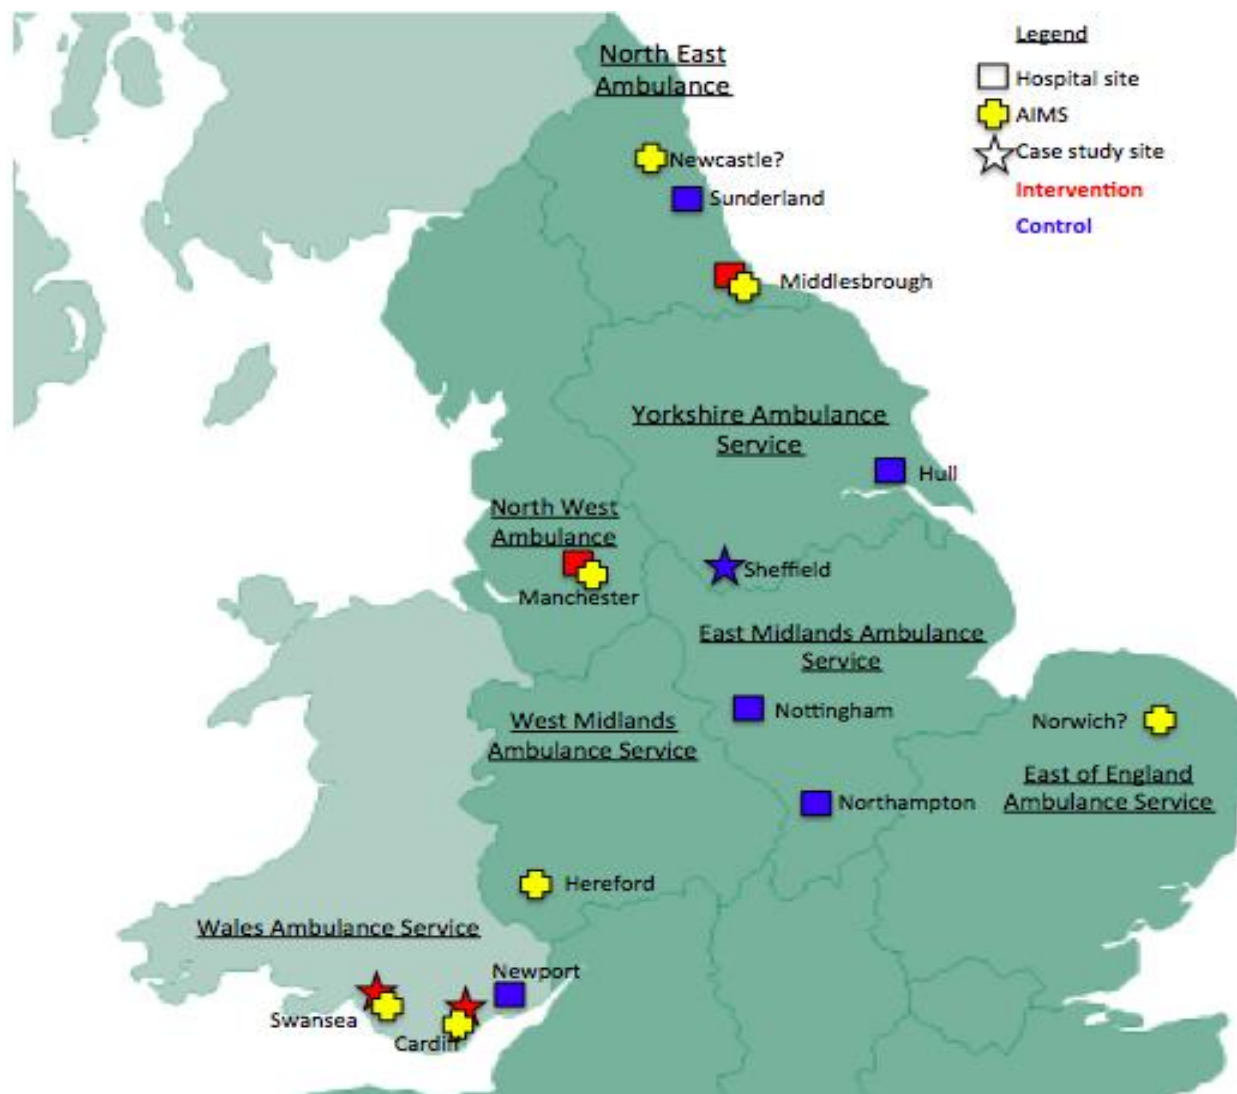 North East
Ambulance
Legend
Hospital site
AIMS
Case study site
Intervention
Control
Newcastle?
Sunderland
Middlesbrough
Yorkshire Ambulance
Service
Hull
North West
Ambulance
Manchester
Sheffield
East Midlands Ambulance
Service
Nottingham
West Midlands
Ambulance Service
Norwich?
East of England
Ambulance Service
Northampton
Hereford
Wales Ambulance Service
Newport
Swansea
Cardiff